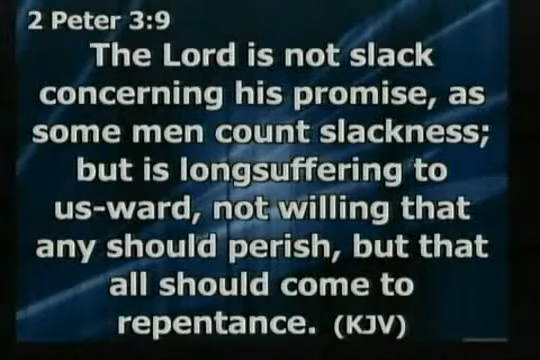 2 Peter 3:9
The Lord is not slack
concerning his promise, as
some men count slackness;
but is longsuffering to
us-ward, not willing that
any should perish, but that
all should come to
repentance. (KJV)